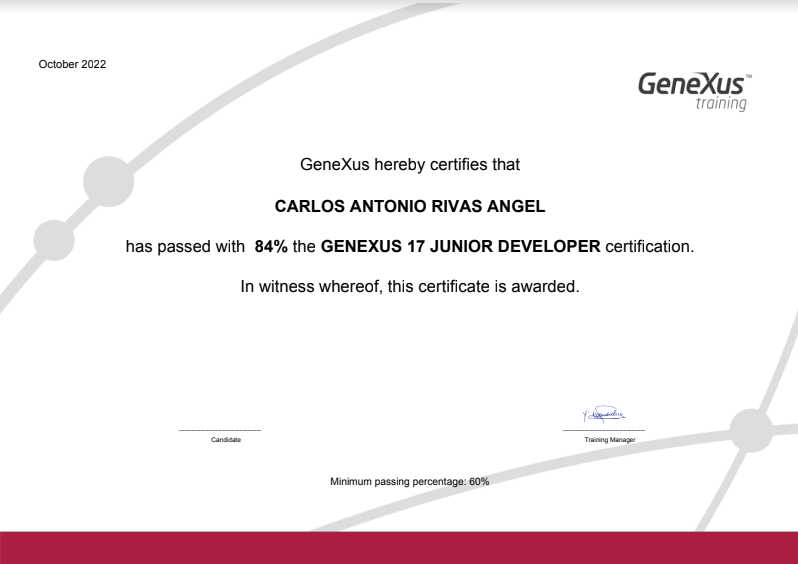 October 2022
GeneXus™
training
GeneXus hereby certifies that
CARLOS ANTONIO RIVAS ANGEL
has passed with 84% the GENEXUS 17 JUNIOR DEVELOPER certification.
In witness whereof, this certificate is awarded.
Candidate
Training Manager
Minimum passing percentage: 60%